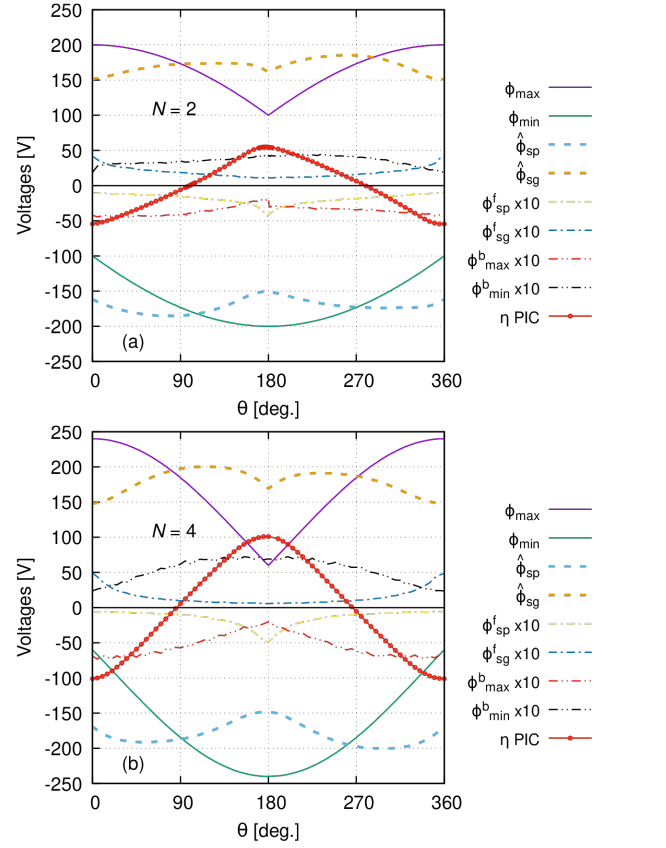 250
200
150
100
50
0
-50
-100
-150
-200
-250
Voltages [V]
N = 2
(a)
0 90 180 270 360
θ [deg.]
ϕmax
ϕmin
ϕ̂sp
ϕ̂sg
ϕᶠsp x10
ϕᶠsg x10
ϕᵇmax x10
ϕᵇmin x10
η PIC
250
200
150
100
50
0
-50
-100
-150
-200
-250
Voltages [V]
N = 4
(b)
0 90 180 270 360
θ [deg.]
ϕmax
ϕmin
ϕ̂sp
ϕ̂sg
ϕᶠsp x10
ϕᶠsg x10
ϕᵇmax x10
ϕᵇmin x10
η PIC